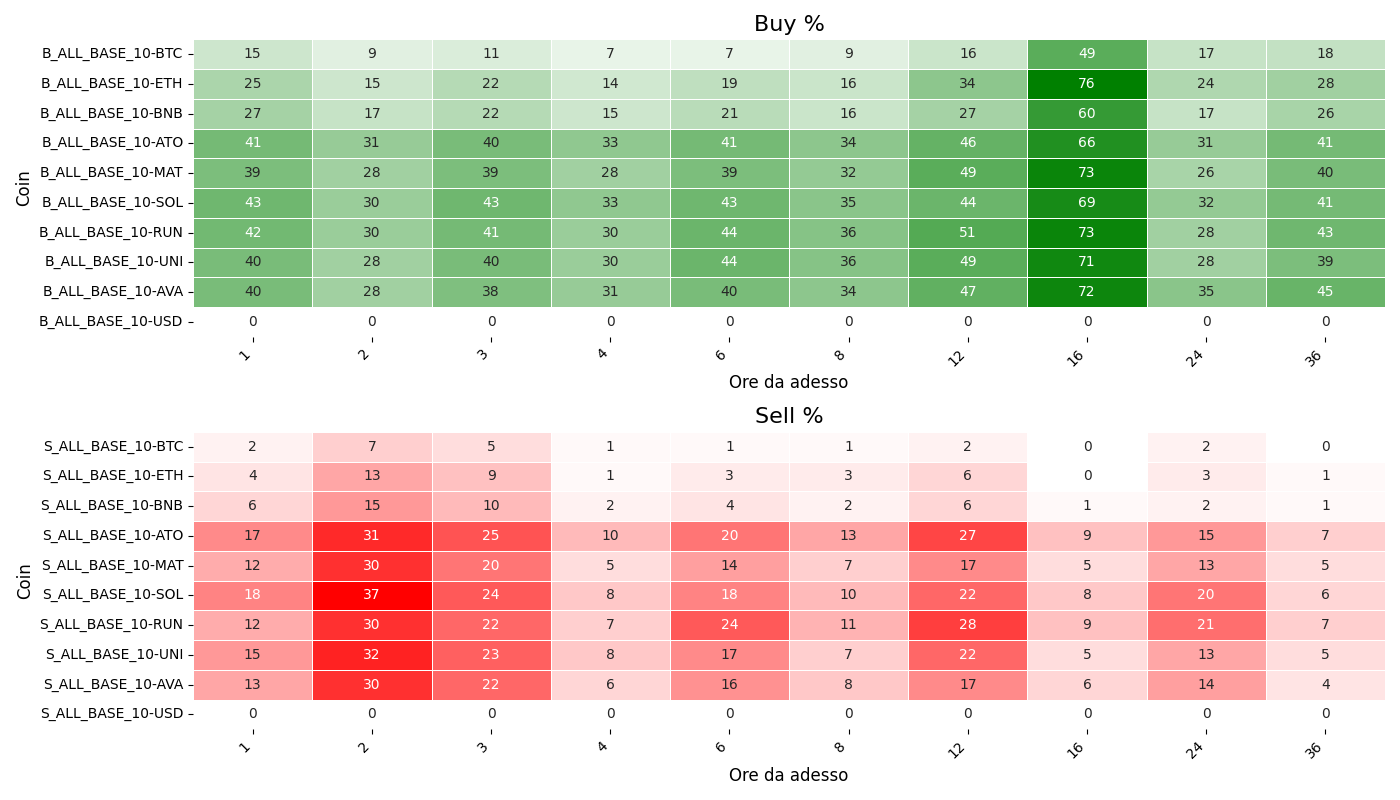 Buy %
B_ALL_BASE_10-BTC 15 9 11 7 7 9 16 49 17 18
B_ALL_BASE_10-ETH 25 15 22 14 19 16 34 76 24 28
B_ALL_BASE_10-BNB 27 17 22 15 21 16 27 60 17 26
B_ALL_BASE_10-ATO 41 31 40 33 41 34 46 66 31 41
B_ALL_BASE_10-MAT 39 28 39 28 39 32 49 73 26 40
B_ALL_BASE_10-SOL 43 30 43 33 43 35 44 69 32 41
B_ALL_BASE_10-RUN 42 30 41 30 44 36 51 73 28 43
B_ALL_BASE_10-UNI 40 28 40 30 44 36 49 71 28 39
B_ALL_BASE_10-AVA 40 28 38 31 40 34 47 72 35 45
B_ALL_BASE_10-USD 0 0 0 0 0 0 0 0 0 0
Coin
1 2 3 4 6 8 12 16 24 36
Ore da adesso
Sell %
S_ALL_BASE_10-BTC 2 7 5 1 1 1 2 0 2 0
S_ALL_BASE_10-ETH 4 13 9 1 3 3 6 0 3 1
S_ALL_BASE_10-BNB 6 15 10 2 4 2 6 1 2 1
S_ALL_BASE_10-ATO 17 31 25 10 20 13 27 9 15 7
S_ALL_BASE_10-MAT 12 30 20 5 14 7 17 5 13 5
S_ALL_BASE_10-SOL 18 37 24 8 18 10 22 8 20 6
S_ALL_BASE_10-RUN 12 30 22 7 24 11 28 9 21 7
S_ALL_BASE_10-UNI 15 32 23 8 17 7 22 5 13 5
S_ALL_BASE_10-AVA 13 30 22 6 16 8 17 6 14 4
S_ALL_BASE_10-USD 0 0 0 0 0 0 0 0 0 0
Coin
1 2 3 4 6 8 12 16 24 36
Ore da adesso